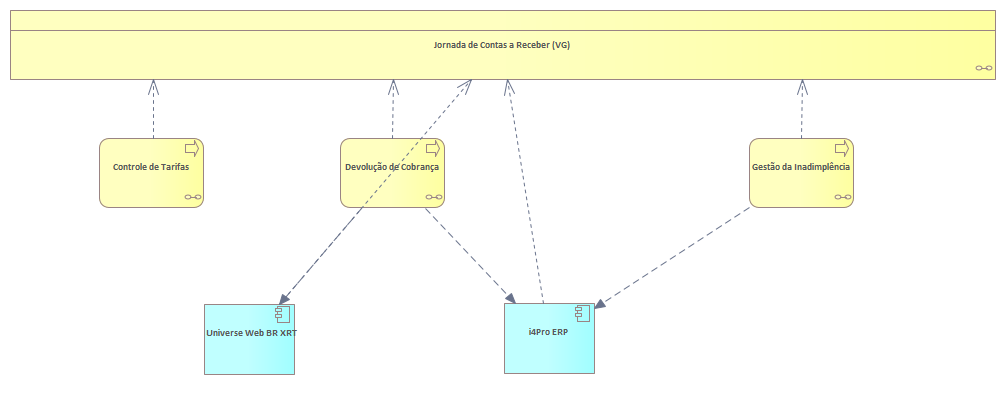 Jornada de Contas a Receber (VG)
Controle de Tarifas
Devolução de Cobrança
Gestão da Inadimplência
Universe Web BR XRT
i4Pro ERP